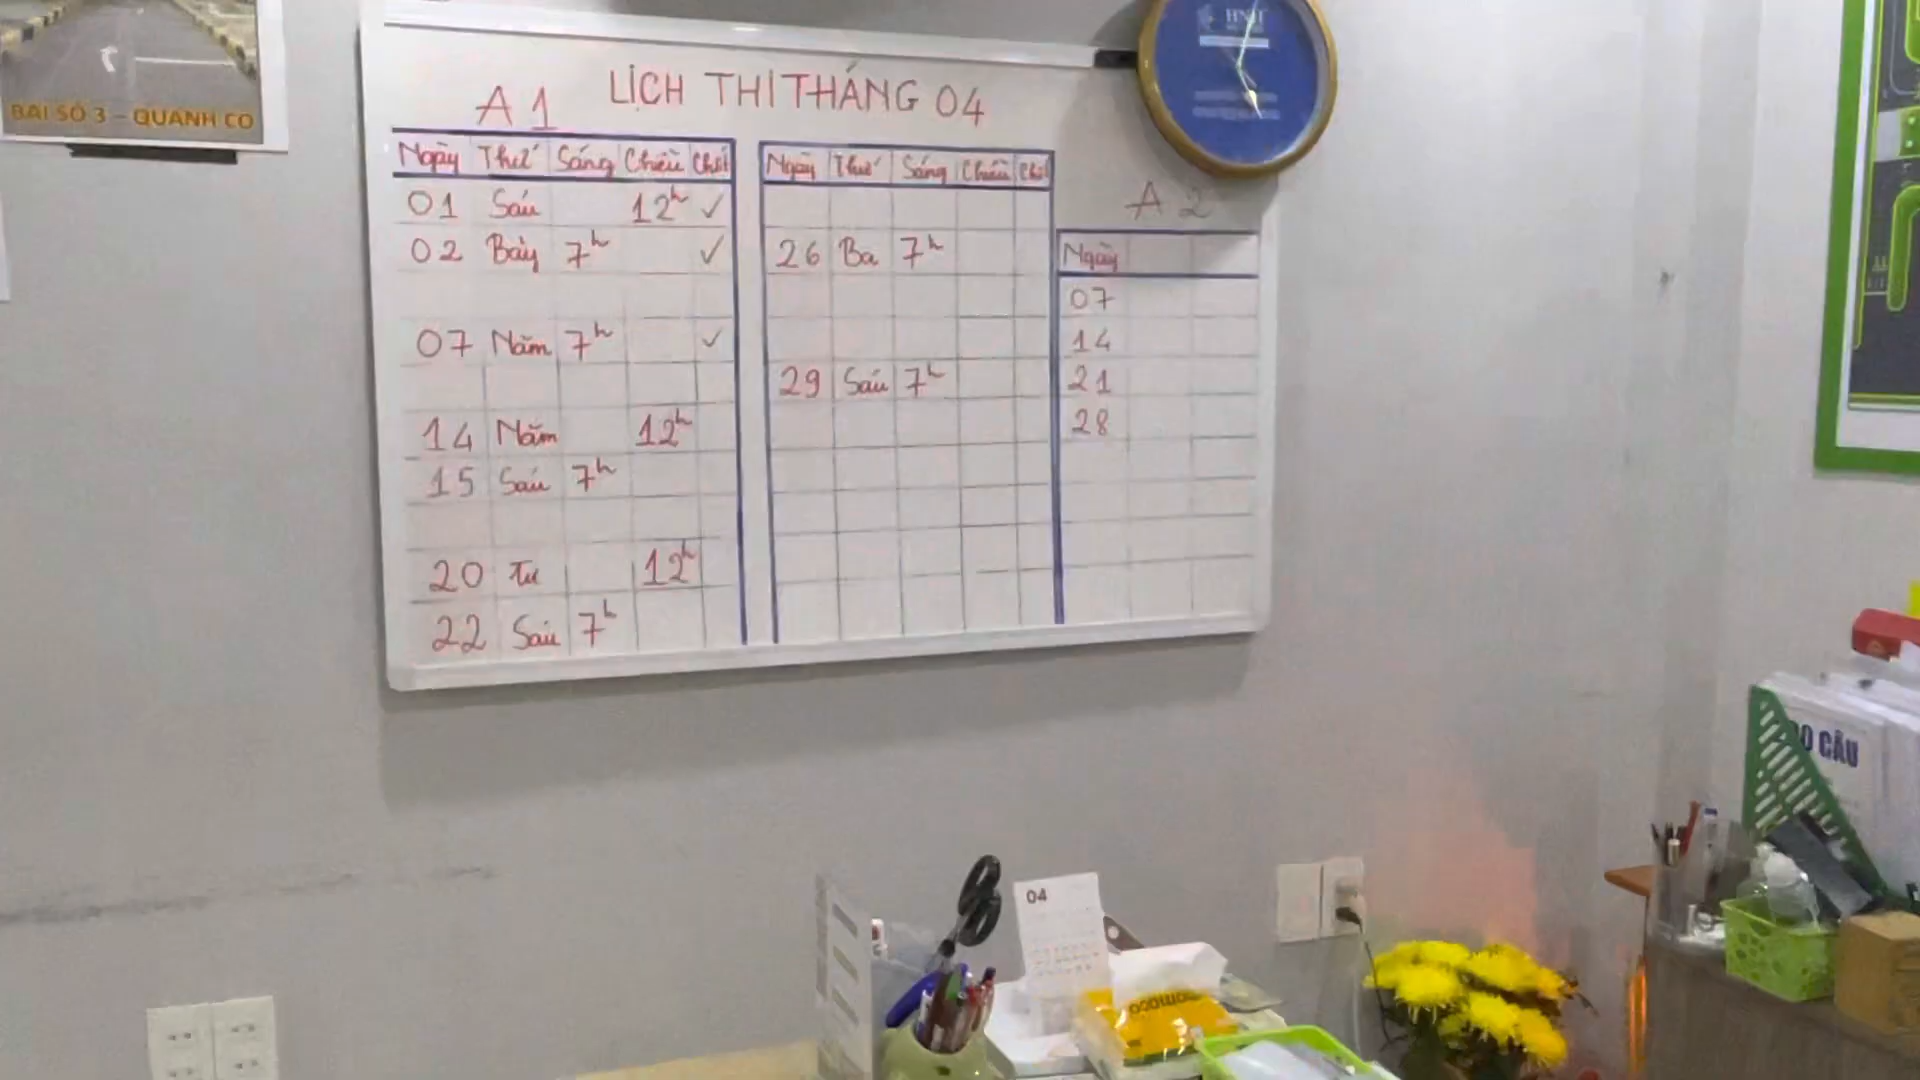 BÀI SỐ 3 - QUANH CO
LỊCH THI THÁNG 04
A1
Ngày Thứ Sáng Chiều Chốt
01 Sáu 12h ✓
02 Bảy 7h ✓
07 Năm 7h ✓
14 Năm 12h
15 Sáu 7h
20 Tư 12h
22 Sáu 7h
Ngày Thứ Sáng Chiều Chốt
26 Ba 7h
29 Sáu 7h
A2
Ngày
07
14
21
28
HNH
04
CÂU